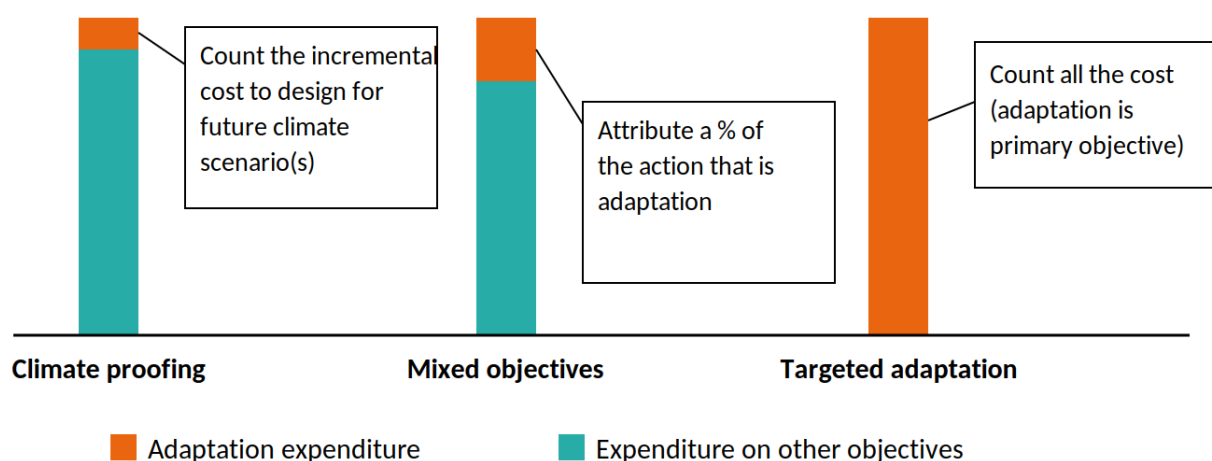 Count the incremental
cost to design for
future climate
scenario(s)
Attribute a % of
the action that is
adaptation
Count all the cost
(adaptation is
primary objective)
Climate proofing
Mixed objectives
Targeted adaptation
Adaptation expenditure
Expenditure on other objectives